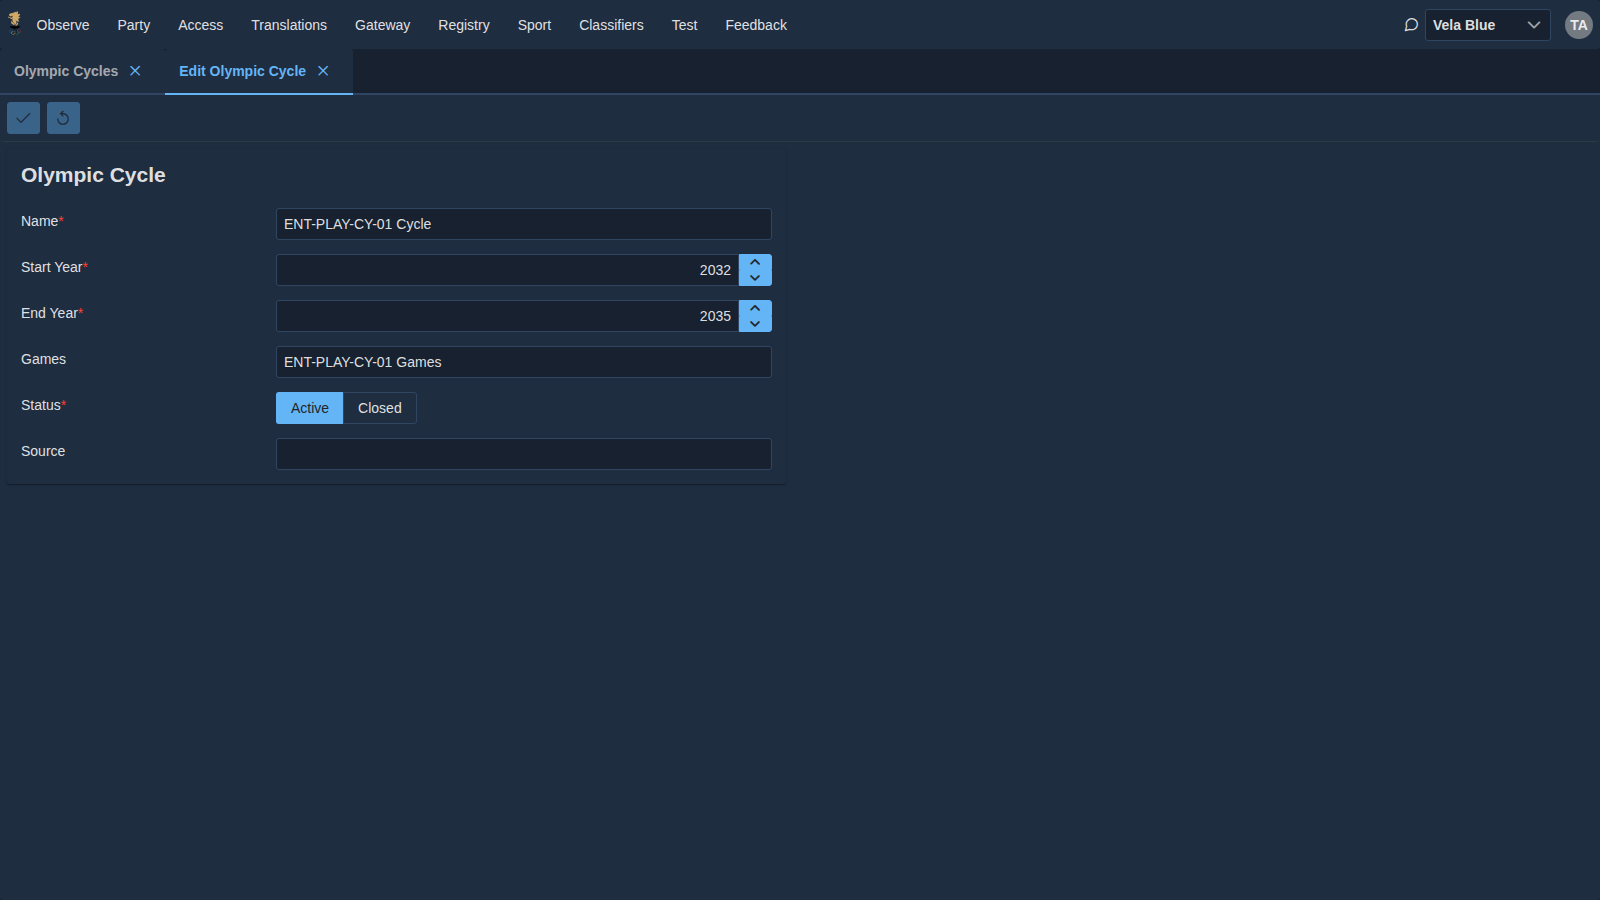 Observe Party Access Translations Gateway Registry Sport Classifiers Test Feedback Vela Blue TA
Olympic Cycles Edit Olympic Cycle
Olympic Cycle
Name* ENT-PLAY-CY-01 Cycle
Start Year* 2032
End Year* 2035
Games ENT-PLAY-CY-01 Games
Status* Active Closed
Source